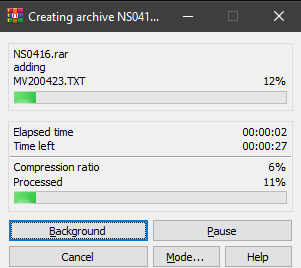 Creating archive NS041...
NS0416.rar
adding
MV200423.TXT 12%
Elapsed time 00:00:02
Time left 00:00:27
Compression ratio 6%
Processed 11%
Background Pause
Cancel Mode... Help